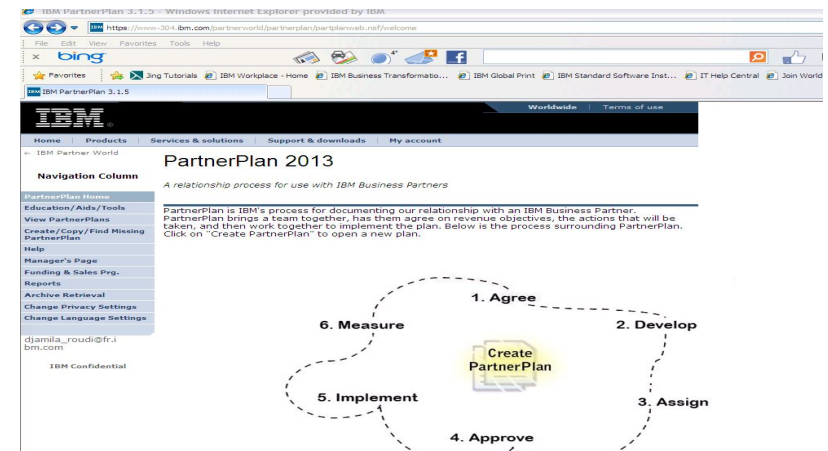 IBM PartnerPlan 3.1.5 - Windows Internet Explorer provided by IBM
https://www-304.ibm.com/partnerworld/partnerplan/partplanweb.nsf/welcome
File Edit View Favorites Tools Help
x bing
Favorites Jing Tutorials IBM Workplace - Home IBM Business Transformatio... IBM Global Print IBM Standard Software Inst... IT Help Central Join World
IBM PartnerPlan 3.1.5
Worldwide Terms of use
IBM
Home Products Services & solutions Support & downloads My account
← IBM Partner World
Navigation Column
PartnerPlan Home
Education/Aids/Tools
View PartnerPlans
Create/Copy/Find Missing
PartnerPlan
Help
Manager's Page
Funding & Sales Prg.
Reports
Archive Retrieval
Change Privacy Settings
Change Language Settings
djamila_roudi@fr.i
bm.com
IBM Confidential
PartnerPlan 2013
A relationship process for use with IBM Business Partners
PartnerPlan is IBM's process for documenting our relationship with an IBM Business Partner.
PartnerPlan brings a team together, has them agree on revenue objectives, the actions that will be
taken, and then work together to implement the plan. Below is the process surrounding PartnerPlan.
Click on "Create PartnerPlan" to open a new plan.
1. Agree
6. Measure
2. Develop
Create
PartnerPlan
5. Implement
3. Assign
4. Approve